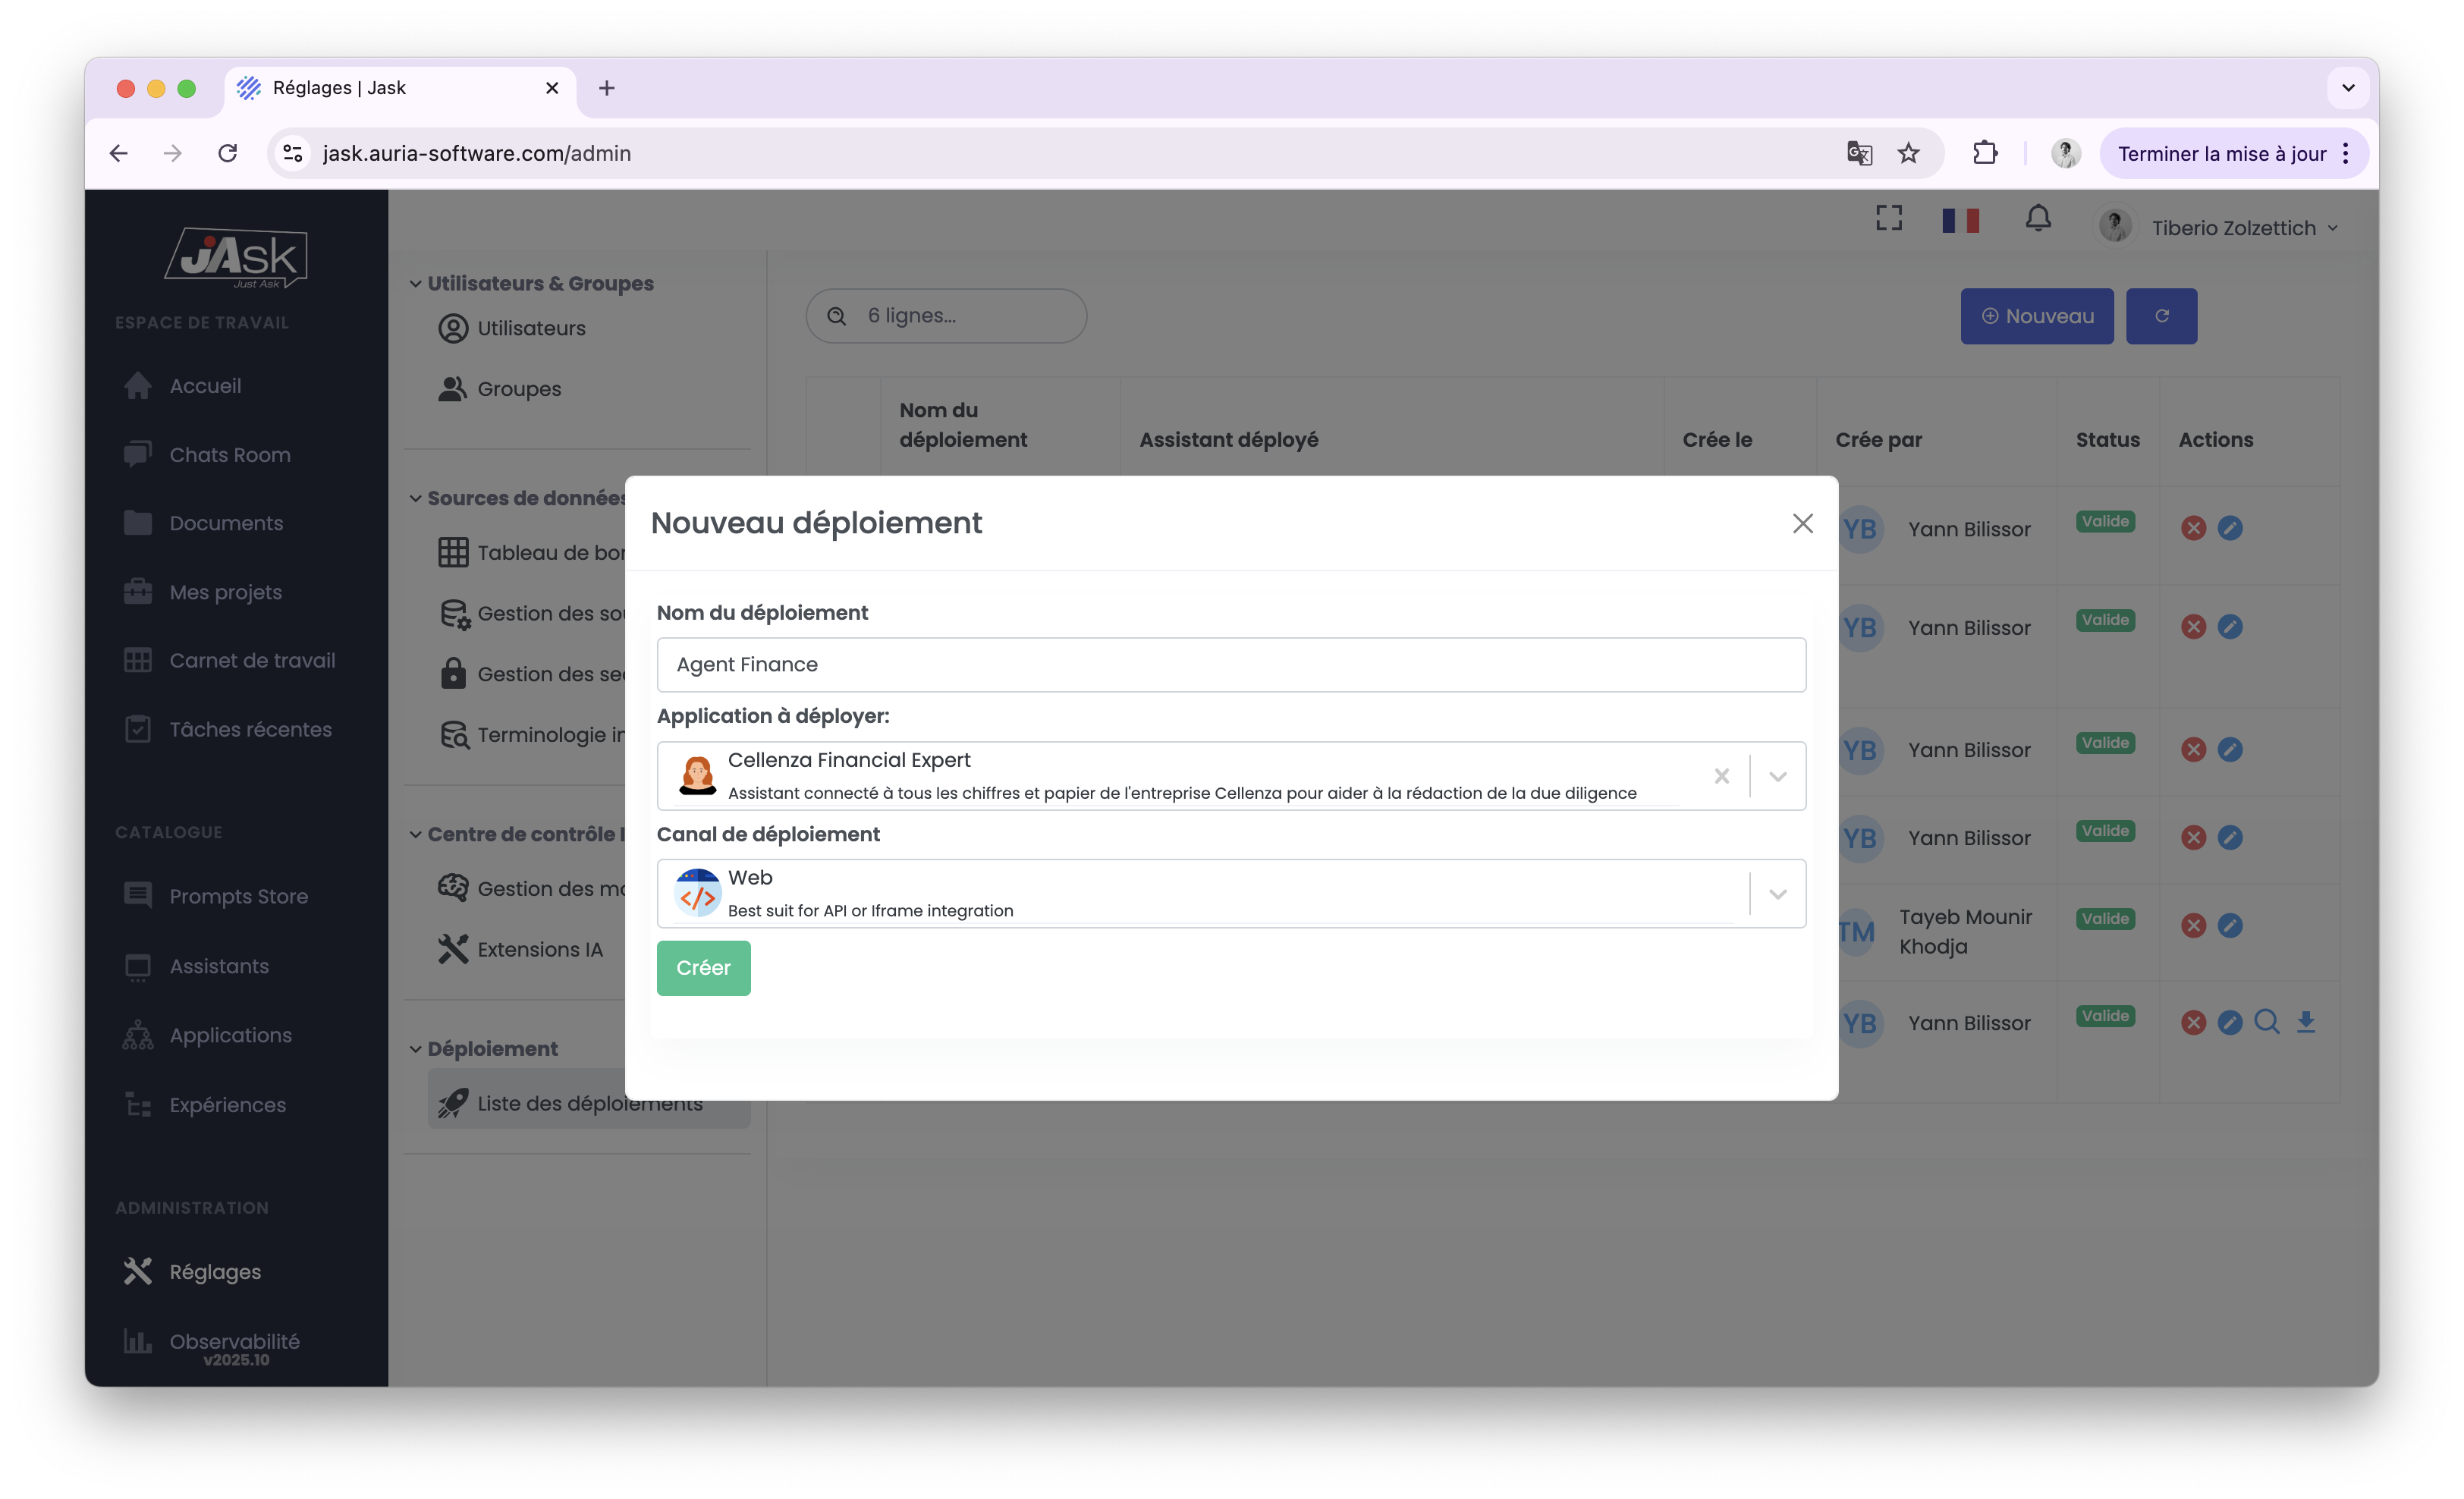 Réglages | Jask
jask.auria-software.com/admin
Terminer la mise à jour
jAsk
Just Ask
Tiberio Zolzettich
ESPACE DE TRAVAIL
Accueil
Chats Room
Documents
Mes projets
Carnet de travail
Tâches récentes
CATALOGUE
Prompts Store
Assistants
Applications
Expériences
ADMINISTRATION
Réglages
Observabilité
v2025.10
Utilisateurs & Groupes
Utilisateurs
Groupes
Sources de données
Tableau de bor
Gestion des sou
Gestion des se
Terminologie in
Centre de contrôle I
Gestion des mo
Extensions IA
Déploiement
Liste des déploiements
6 lignes...
Nouveau
Nom du
déploiement
Assistant déployé
Crée le
Crée par
Status
Actions
YB Yann Bilissor Valide
YB Yann Bilissor Valide
YB Yann Bilissor Valide
YB Yann Bilissor Valide
TM Tayeb Mounir Valide
Khodja
YB Yann Bilissor Valide
Nouveau déploiement
Nom du déploiement
Agent Finance
Application à déployer:
Cellenza Financial Expert
Assistant connecté à tous les chiffres et papier de l'entreprise Cellenza pour aider à la rédaction de la due diligence
Canal de déploiement
Web
Best suit for API or Iframe integration
Créer